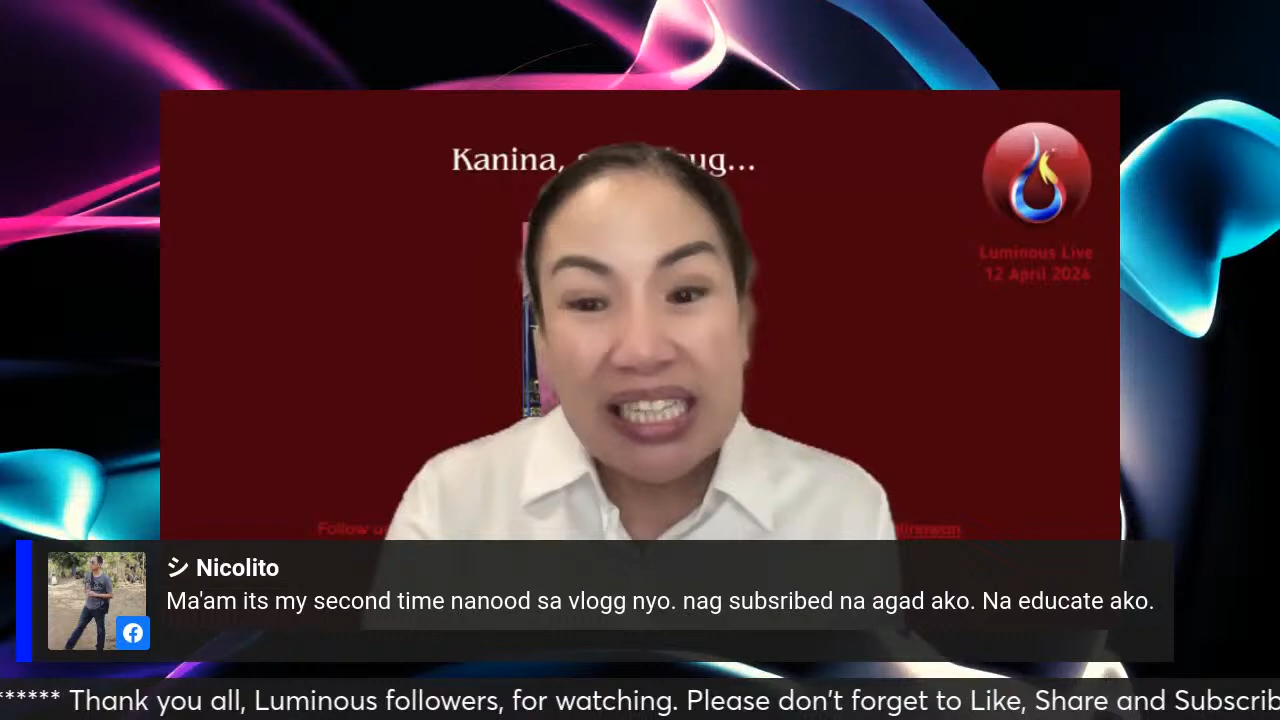 Kanina, ...
Luminous Live
12 April 2024
Follow
シ Nicolito
Ma'am its my second time nanood sa vlogg nyo. nag subsribed na agad ako. Na educate ako.
****** Thank you all, Luminous followers, for watching. Please don't forget to Like, Share and Subscrib